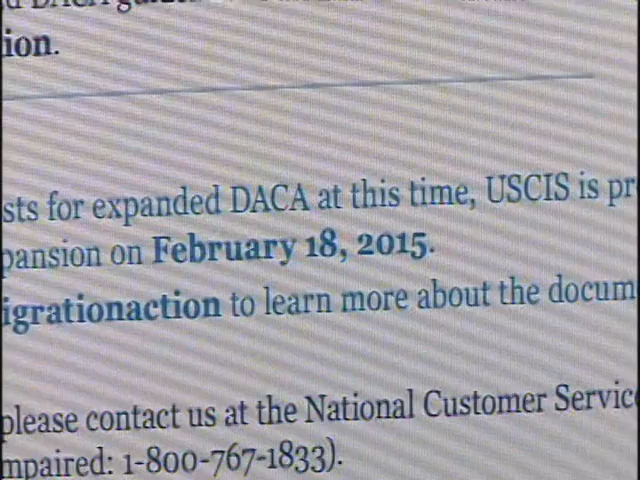 ion.
sts for expanded DACA at this time, USCIS is pr
pansion on February 18, 2015.
igrationaction to learn more about the docum
please contact us at the National Customer Servic
mpaired: 1-800-767-1833).